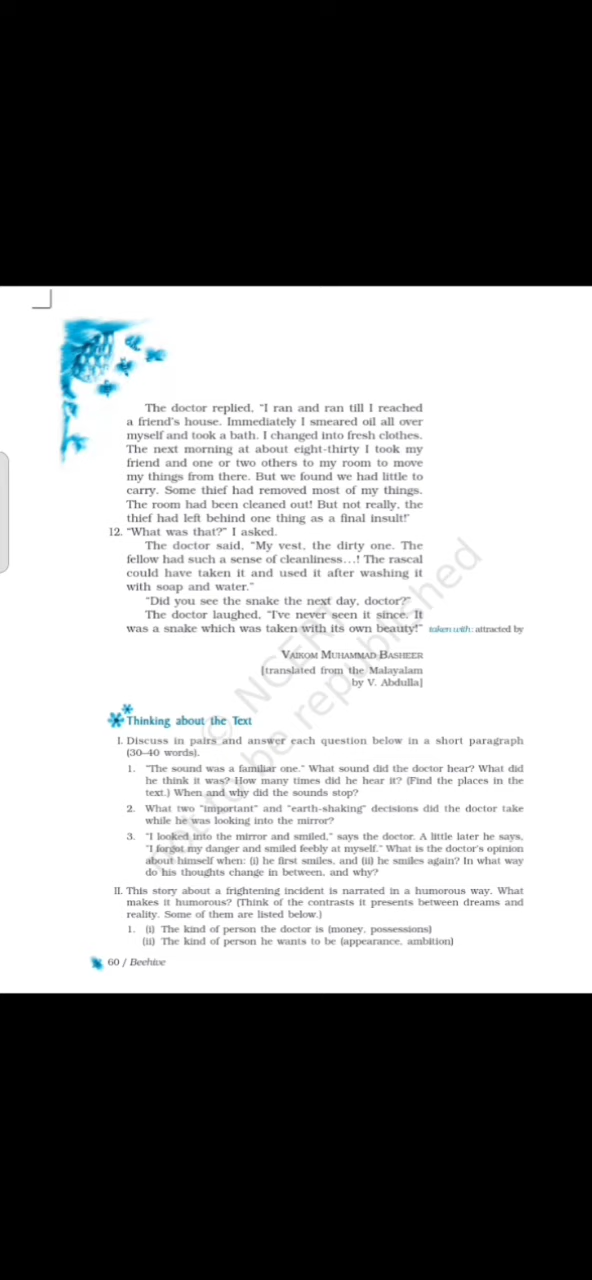 The doctor replied, "I ran and ran till I reached
a friend's house. Immediately I smeared oil all over
myself and took a bath. I changed into fresh clothes.
The next morning at about eight-thirty I took my
friend and one or two others to my room to move
my things from there. But we found we had little to
carry. Some thief had removed most of my things.
The room had been cleaned out! But not really, the
thief had left behind one thing as a final insult!'
12. "What was that?" I asked.
The doctor said, "My vest, the dirty one. The
fellow had such a sense of cleanliness...! The rascal
could have taken it and used it after washing it
with soap and water."
"Did you see the snake the next day, doctor?"
The doctor laughed, "I've never seen it since. It
was a snake which was taken with its own beauty!" taken with: attracted by
VAIKOM MUHAMMAD BASHEER
[translated from the Malayalam
by V. Abdulla]
© NCERT
not to be republished
Thinking about the Text
I. Discuss in pairs and answer each question below in a short paragraph
(30–40 words).
1. "The sound was a familiar one." What sound did the doctor hear? What did
he think it was? How many times did he hear it? (Find the places in the
text.) When and why did the sounds stop?
2. What two "important" and "earth-shaking" decisions did the doctor take
while he was looking into the mirror?
3. "I looked into the mirror and smiled," says the doctor. A little later he says,
"I forgot my danger and smiled feebly at myself." What is the doctor's opinion
about himself when: (i) he first smiles, and (ii) he smiles again? In what way
do his thoughts change in between, and why?
II. This story about a frightening incident is narrated in a humorous way. What
makes it humorous? (Think of the contrasts it presents between dreams and
reality. Some of them are listed below.)
1. (i) The kind of person the doctor is (money, possessions)
(ii) The kind of person he wants to be (appearance, ambition)
60 / Beehive